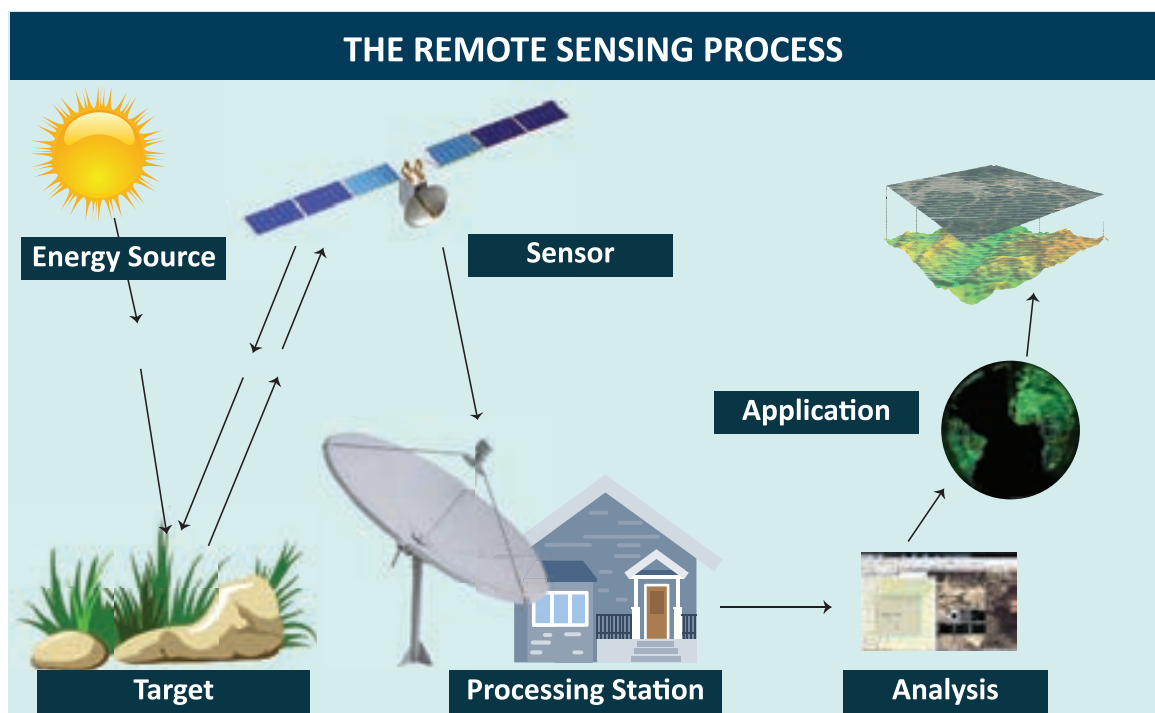 THE REMOTE SENSING PROCESS
Energy Source
Sensor
Application
Target
Processing Station
Analysis